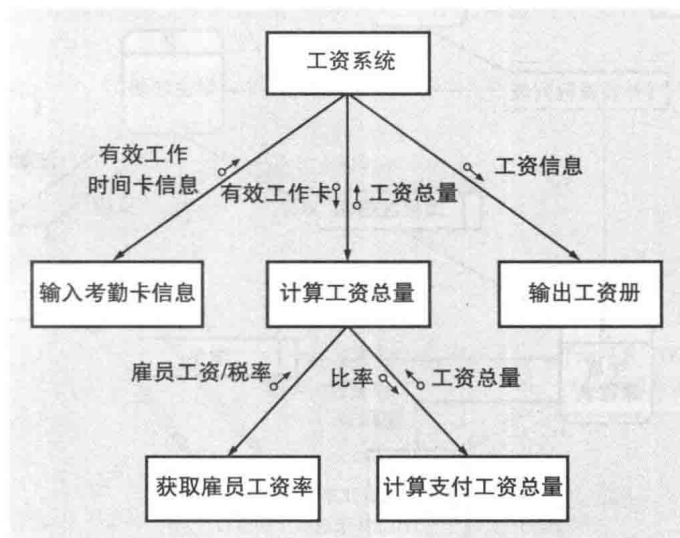 工资系统
有效工作
时间卡信息
有效工作卡
工资总量
工资信息
输入考勤卡信息
计算工资总量
输出工资册
雇员工资/税率
比率
工资总量
获取雇员工资率
计算支付工资总量